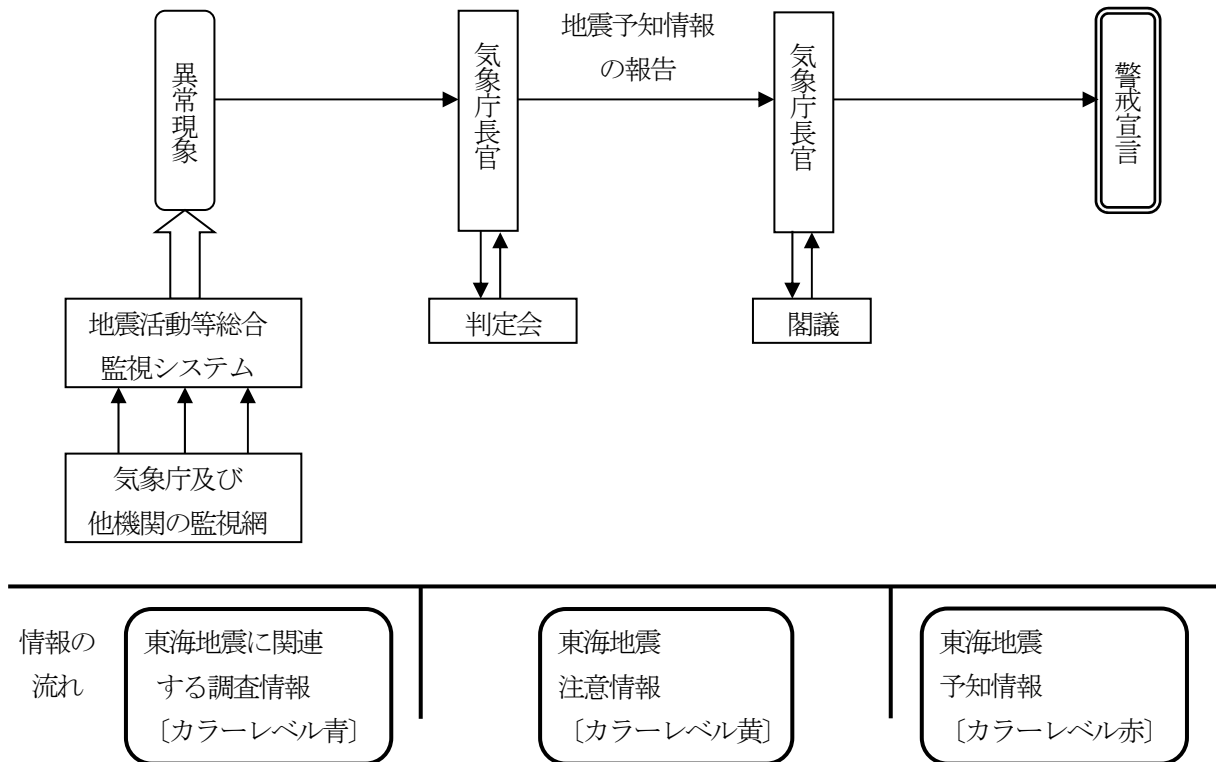 異常現象
気象庁長官
地震予知情報
の報告
気象庁長官
警戒宣言
地震活動等総合
監視システム
判定会
閣議
気象庁及び
他機関の監視網
情報の
流れ
東海地震に関連
する調査情報
〔カラーレベル青〕
東海地震
注意情報
〔カラーレベル黄〕
東海地震
予知情報
〔カラーレベル赤〕